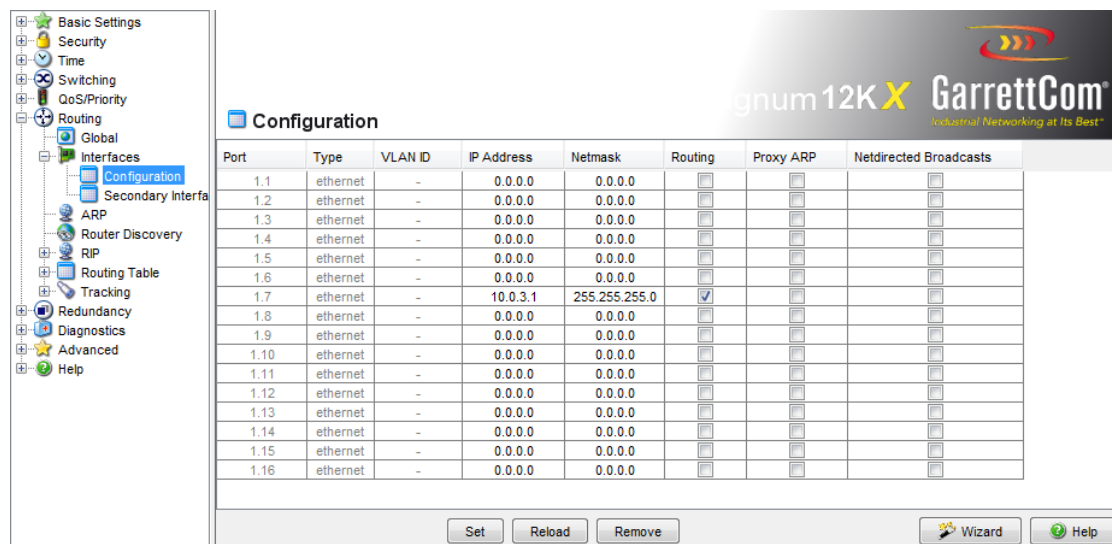 Basic Settings
Security
Time
Switching
QoS/Priority
Routing
Global
Interfaces
Configuration
Secondary Interfa
ARP
Router Discovery
RIP
Routing Table
Tracking
Redundancy
Diagnostics
Advanced
Help
gnum 12K X
GarrettCom®
Industrial Networking at Its Best™
Configuration
Port Type VLAN ID IP Address Netmask Routing Proxy ARP Netdirected Broadcasts
1.1 ethernet - 0.0.0.0 0.0.0.0
1.2 ethernet - 0.0.0.0 0.0.0.0
1.3 ethernet - 0.0.0.0 0.0.0.0
1.4 ethernet - 0.0.0.0 0.0.0.0
1.5 ethernet - 0.0.0.0 0.0.0.0
1.6 ethernet - 0.0.0.0 0.0.0.0
1.7 ethernet - 10.0.3.1 255.255.255.0
1.8 ethernet - 0.0.0.0 0.0.0.0
1.9 ethernet - 0.0.0.0 0.0.0.0
1.10 ethernet - 0.0.0.0 0.0.0.0
1.11 ethernet - 0.0.0.0 0.0.0.0
1.12 ethernet - 0.0.0.0 0.0.0.0
1.13 ethernet - 0.0.0.0 0.0.0.0
1.14 ethernet - 0.0.0.0 0.0.0.0
1.15 ethernet - 0.0.0.0 0.0.0.0
1.16 ethernet - 0.0.0.0 0.0.0.0
Set Reload Remove Wizard Help